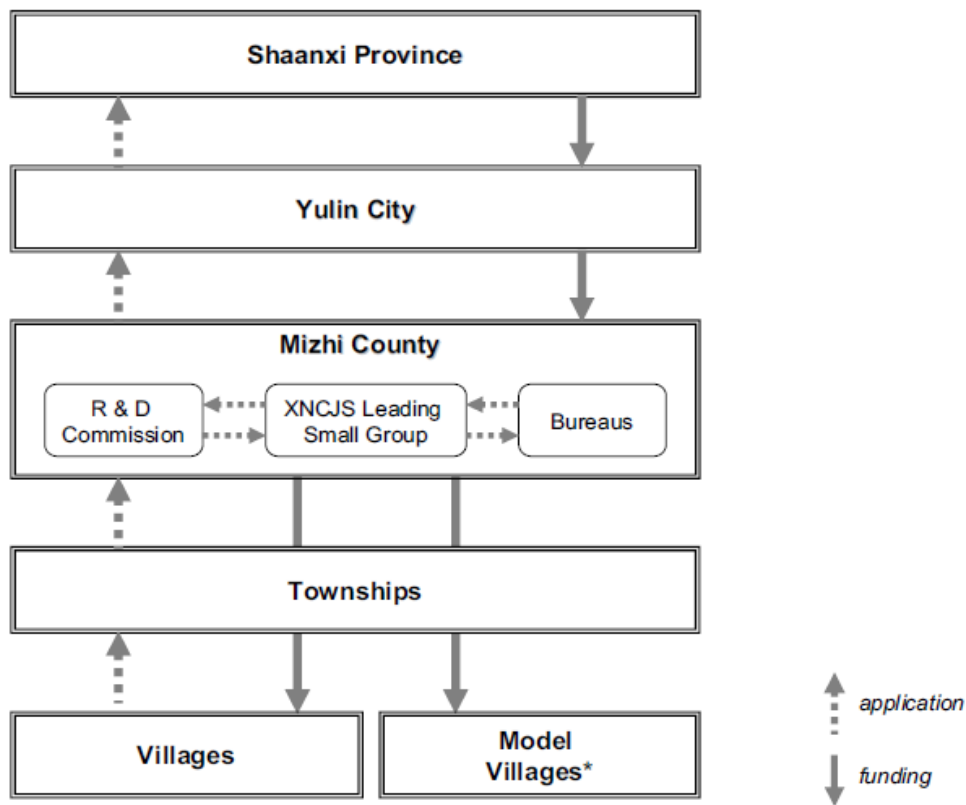 Shaanxi Province
Yulin City
Mizhi County
R & D
Commission
XNCJS Leading
Small Group
Bureaus
Townships
Villages
Model
Villages*
application
funding